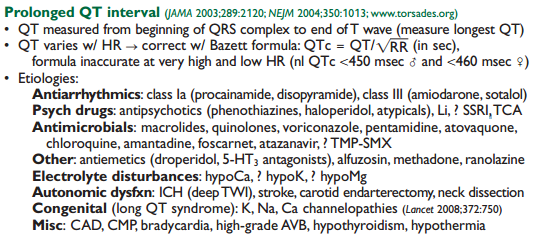 Prolonged QT interval (JAMA 2003;289:2120; NEJM 2004;350:1013; www.torsades.org)
• QT measured from beginning of QRS complex to end of T wave (measure longest QT)
• QT varies w/ HR → correct w/ Bazett formula: QTc = QT/√RR (in sec),
formula inaccurate at very high and low HR (nl QTc <450 msec ♂ and <460 msec ♀)
• Etiologies:
Antiarrhythmics: class Ia (procainamide, disopyramide), class III (amiodarone, sotalol)
Psych drugs: antipsychotics (phenothiazines, haloperidol, atypicals), Li, ? SSRI, TCA
Antimicrobials: macrolides, quinolones, voriconazole, pentamidine, atovaquone,
chloroquine, amantadine, foscarnet, atazanavir, ? TMP-SMX
Other: antiemetics (droperidol, 5-HT₃ antagonists), alfuzosin, methadone, ranolazine
Electrolyte disturbances: hypoCa, ? hypoK, ? hypoMg
Autonomic dysfxn: ICH (deep TWI), stroke, carotid endarterectomy, neck dissection
Congenital (long QT syndrome): K, Na, Ca channelopathies (Lancet 2008;372:750)
Misc: CAD, CMP, bradycardia, high-grade AVB, hypothyroidism, hypothermia